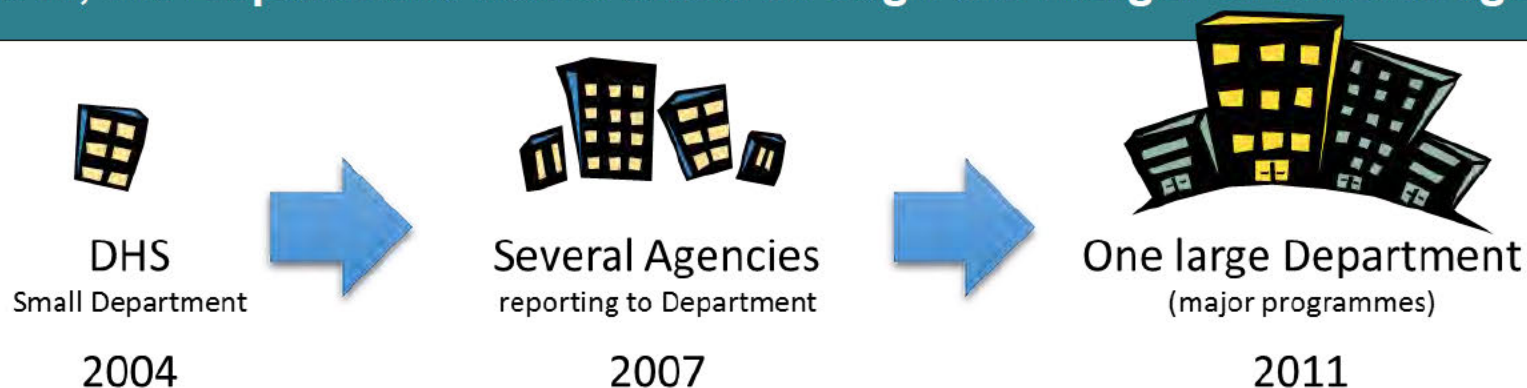 DHS
Small Department
2004
Several Agencies
reporting to Department
2007
One large Department
(major programmes)
2011